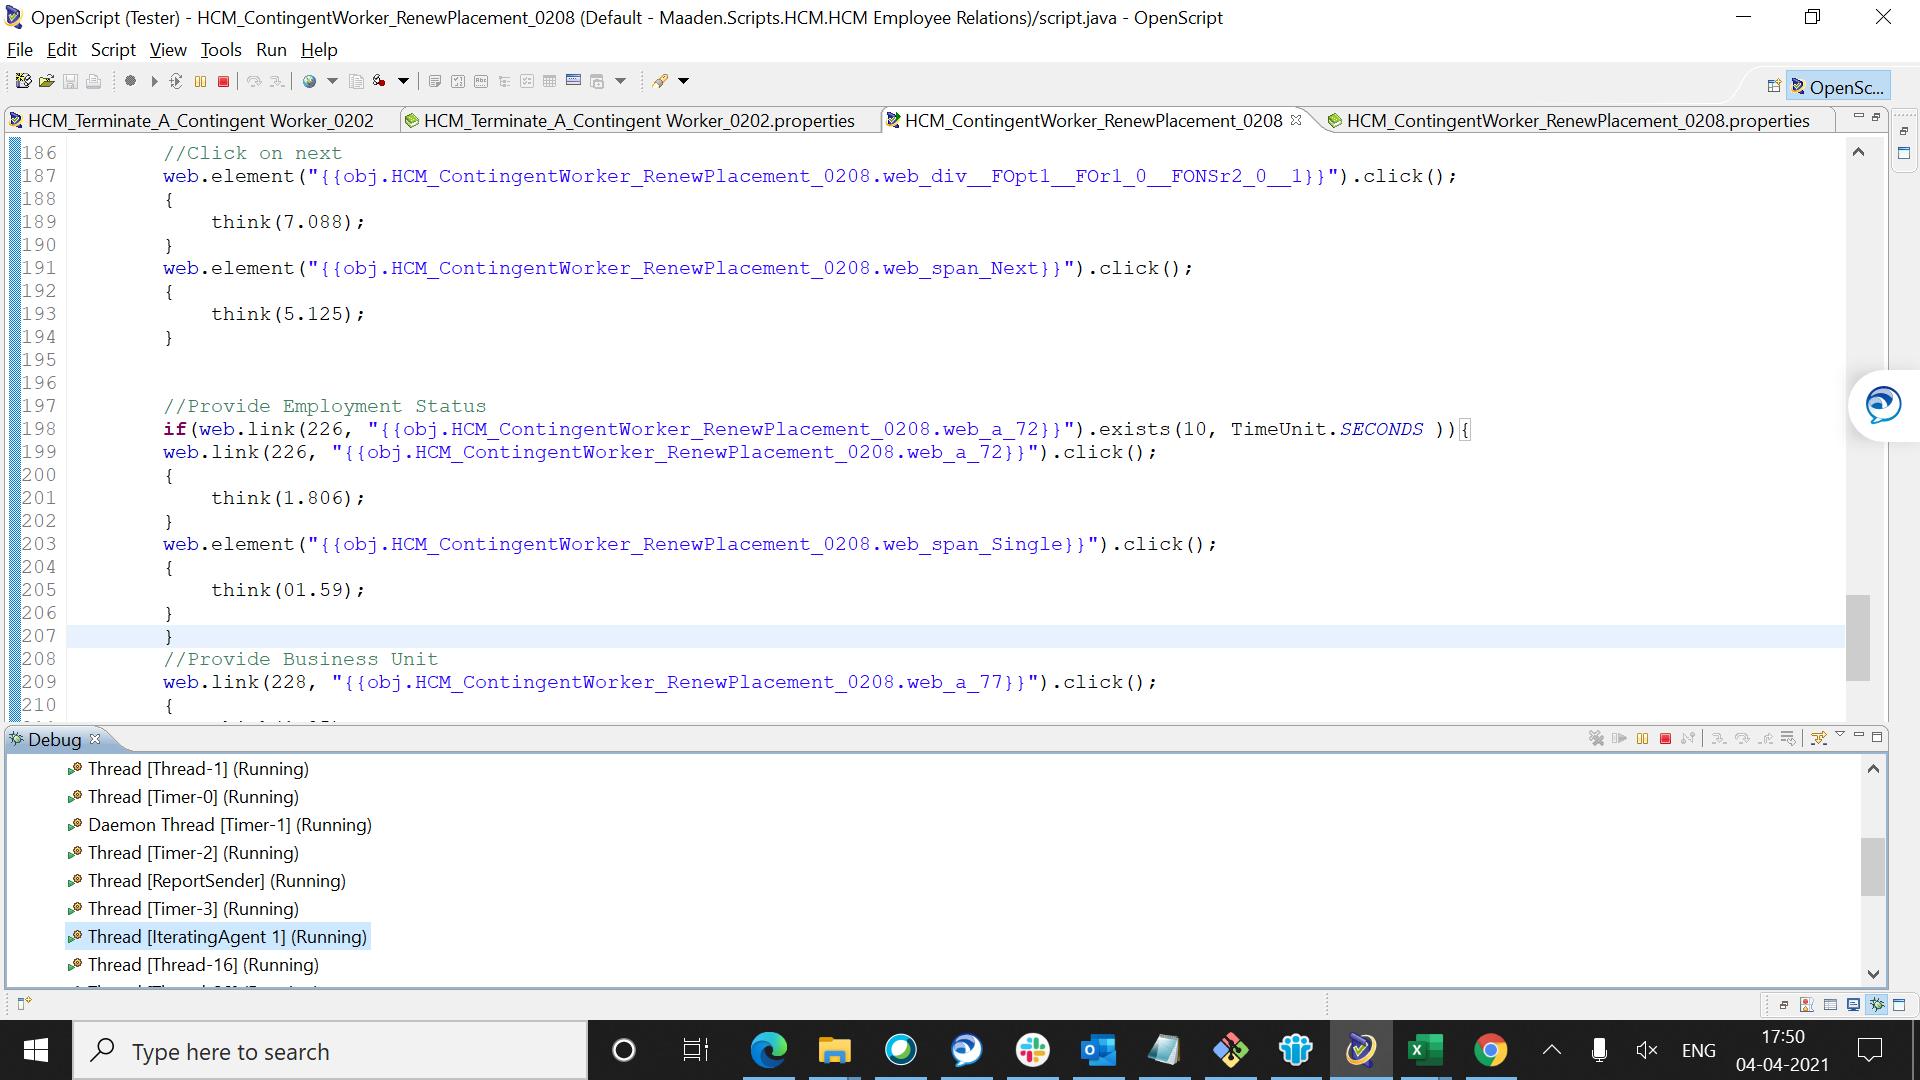 OpenScript (Tester) - HCM_ContingentWorker_RenewPlacement_0208 (Default - Maaden.Scripts.HCM.HCM Employee Relations)/script.java - OpenScript
File Edit Script View Tools Run Help
OpenSc...
HCM_Terminate_A_Contingent Worker_0202 HCM_Terminate_A_Contingent Worker_0202.properties HCM_ContingentWorker_RenewPlacement_0208 HCM_ContingentWorker_RenewPlacement_0208.properties
186 //Click on next
187 web.element("{{obj.HCM_ContingentWorker_RenewPlacement_0208.web_div__FOpt1__FOr1_0__FONSr2_0__1}}").click();
188 {
189 think(7.088);
190 }
191 web.element("{{obj.HCM_ContingentWorker_RenewPlacement_0208.web_span_Next}}").click();
192 {
193 think(5.125);
194 }
195
196
197 //Provide Employment Status
198 if(web.link(226, "{{obj.HCM_ContingentWorker_RenewPlacement_0208.web_a_72}}").exists(10, TimeUnit.SECONDS )){
199 web.link(226, "{{obj.HCM_ContingentWorker_RenewPlacement_0208.web_a_72}}").click();
200 {
201 think(1.806);
202 }
203 web.element("{{obj.HCM_ContingentWorker_RenewPlacement_0208.web_span_Single}}").click();
204 {
205 think(01.59);
206 }
207 }
208 //Provide Business Unit
209 web.link(228, "{{obj.HCM_ContingentWorker_RenewPlacement_0208.web_a_77}}").click();
210 {
Debug
Thread [Thread-1] (Running)
Thread [Timer-0] (Running)
Daemon Thread [Timer-1] (Running)
Thread [Timer-2] (Running)
Thread [ReportSender] (Running)
Thread [Timer-3] (Running)
Thread [IteratingAgent 1] (Running)
Thread [Thread-16] (Running)
Type here to search
ENG
17:50
04-04-2021